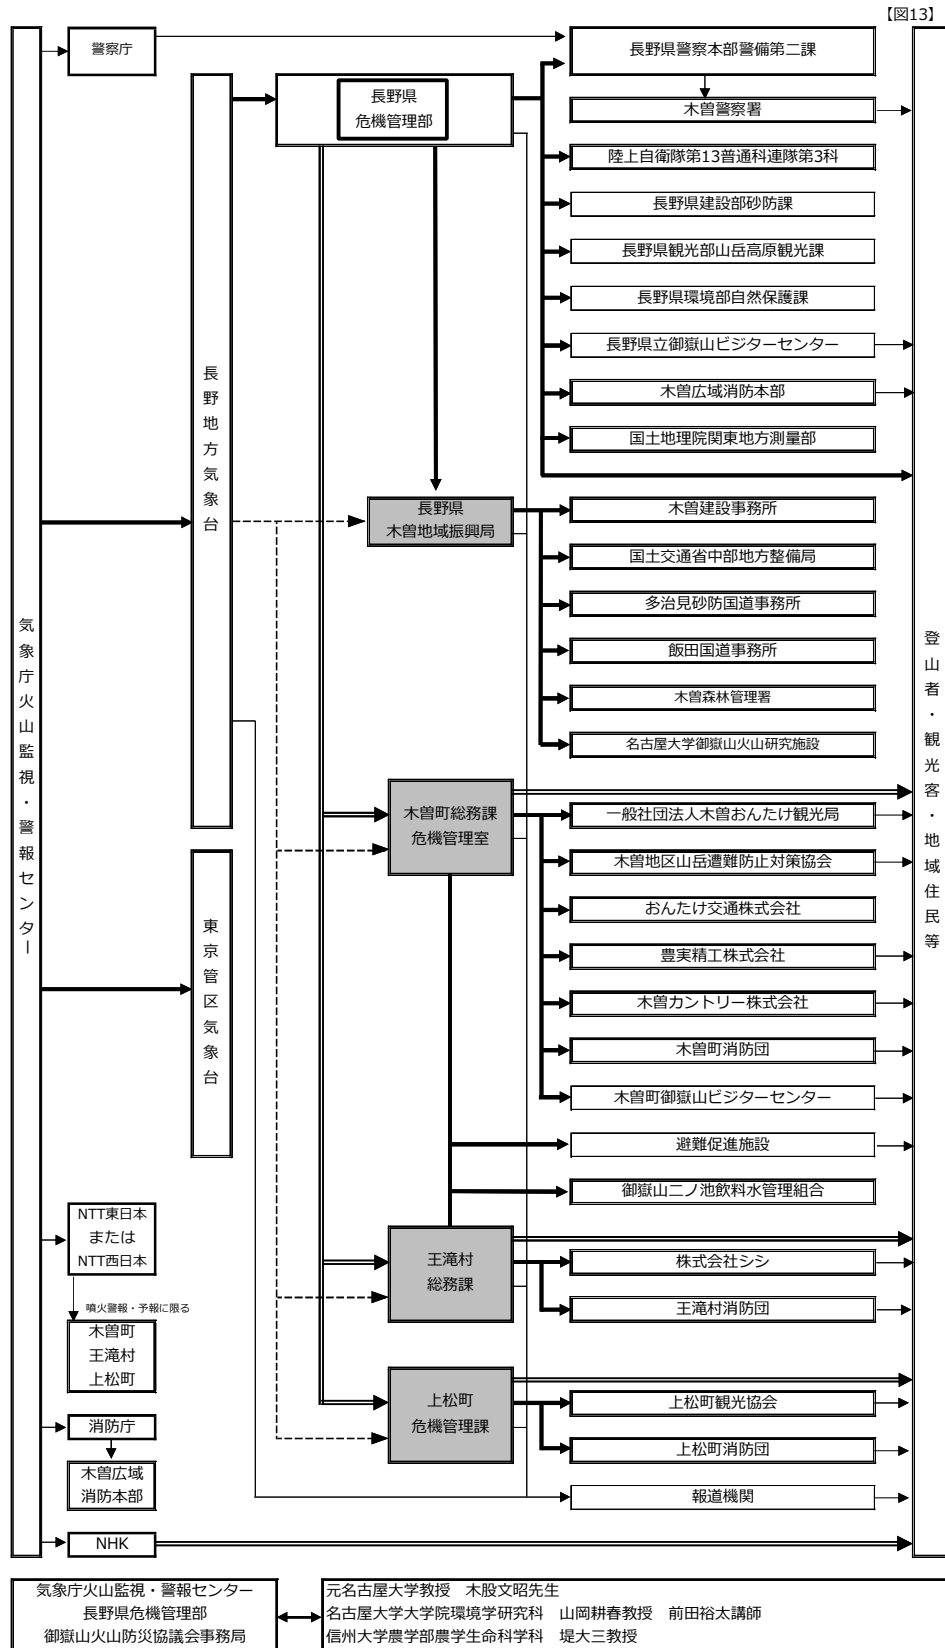 【図13】
気象庁火山監視・警報センター
警察庁
長野地方気象台
東京管区気象台
NTT東日本
または
NTT西日本
噴火警報・予報に限る
木曽町
王滝村
上松町
消防庁
木曽広域
消防本部
NHK
長野県
危機管理部
長野県
木曽地域振興局
木曽町総務課
危機管理室
王滝村
総務課
上松町
危機管理課
長野県警察本部警備第二課
木曽警察署
陸上自衛隊第13普通科連隊第3科
長野県建設部砂防課
長野県観光部山岳高原観光課
長野県環境部自然保護課
長野県立御嶽山ビジターセンター
木曽広域消防本部
国土地理院関東地方測量部
木曽建設事務所
国土交通省中部地方整備局
多治見砂防国道事務所
飯田国道事務所
木曽森林管理署
名古屋大学御嶽山火山研究施設
一般社団法人木曽おんたけ観光局
木曽地区山岳遭難防止対策協会
おんたけ交通株式会社
豊実精工株式会社
木曽カントリー株式会社
木曽町消防団
木曽町御嶽山ビジターセンター
避難促進施設
御嶽山二ノ池飲料水管理組合
株式会社シシ
王滝村消防団
上松町観光協会
上松町消防団
報道機関
登山者・観光客・地域住民等
気象庁火山監視・警報センター
長野県危機管理部
御嶽山火山防災協議会事務局
元名古屋大学教授　木股文昭先生
名古屋大学大学院環境学研究科　山岡耕春教授　前田裕太講師
信州大学農学部農学生命科学科　堤大三教授